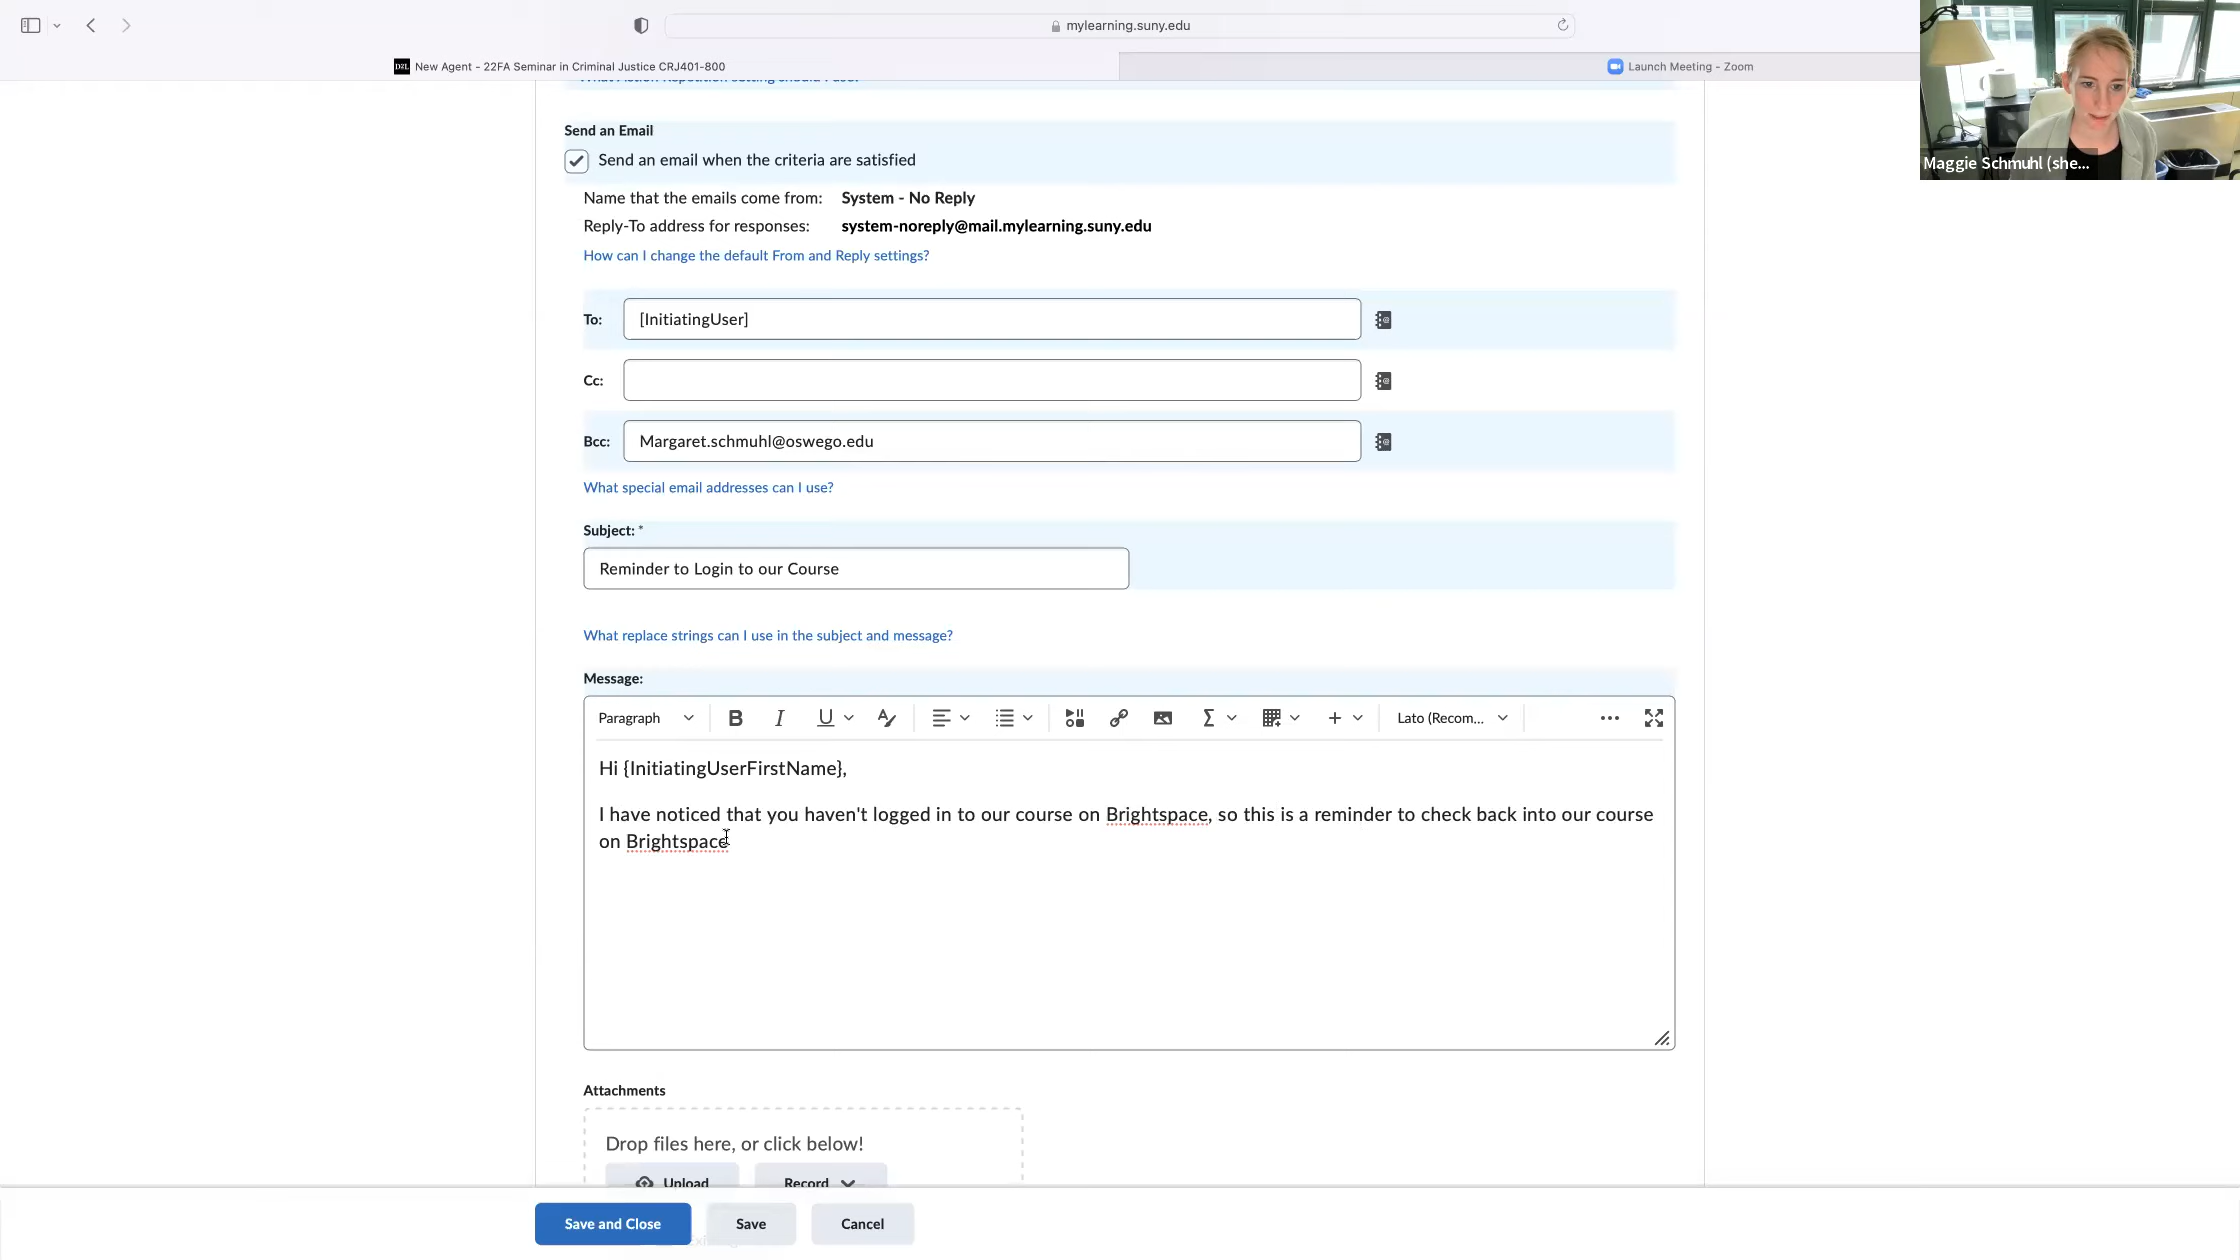 mylearning.suny.edu
D2L New Agent - 22FA Seminar in Criminal Justice CRJ401-800
Launch Meeting - Zoom
What Action Repetition setting should I use?
Maggie Schmuhl (she...
Send an Email
Send an email when the criteria are satisfied
Name that the emails come from: System - No Reply
Reply-To address for responses: system-noreply@mail.mylearning.suny.edu
How can I change the default From and Reply settings?
To: [InitiatingUser]
Cc:
Bcc: Margaret.schmuhl@oswego.edu
What special email addresses can I use?
Subject: *
Reminder to Login to our Course
What replace strings can I use in the subject and message?
Message:
Paragraph B I U Lato (Recom...
Hi {InitiatingUserFirstName},
I have noticed that you haven't logged in to our course on Brightspace, so this is a reminder to check back into our course
on Brightspace
Attachments
Drop files here, or click below!
Upload Record
Save and Close Save Cancel